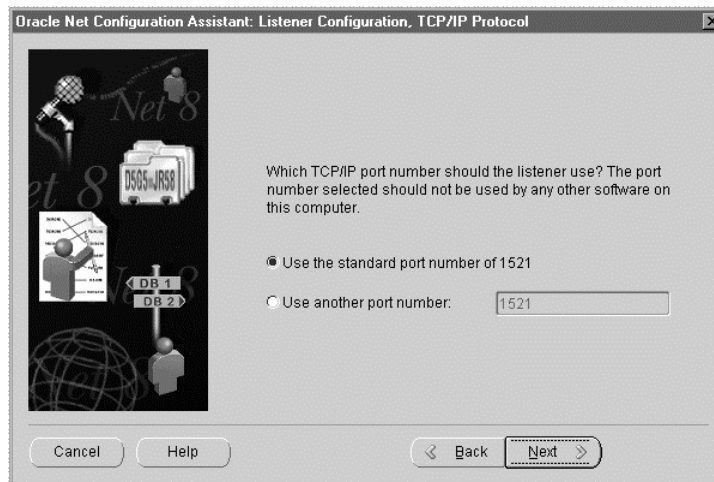 Oracle Net Configuration Assistant: Listener Configuration, TCP/IP Protocol
Net 8
D5G5 JR58
et 8
Net 8
DB 1
DB 2
Which TCP/IP port number should the listener use? The port
number selected should not be used by any other software on
this computer.
Use the standard port number of 1521
Use another port number:
1521
Cancel
Help
Back
Next